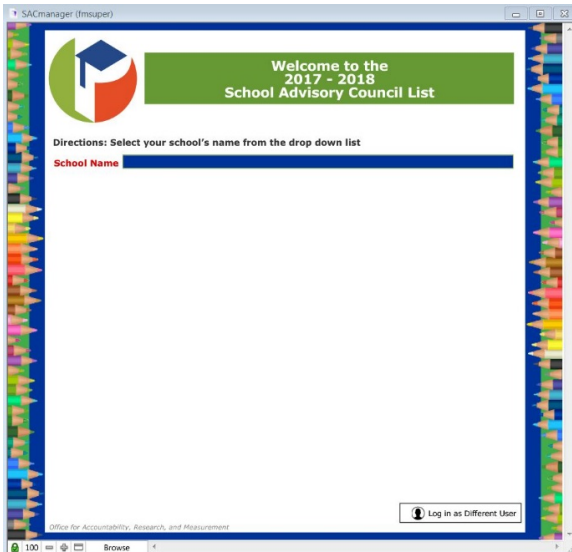 SACmanager (fmsuper)
Welcome to the
2017 - 2018
School Advisory Council List
Directions: Select your school's name from the drop down list
School Name
Log in as Different User
Office for Accountability, Research, and Measurement
100
Browse